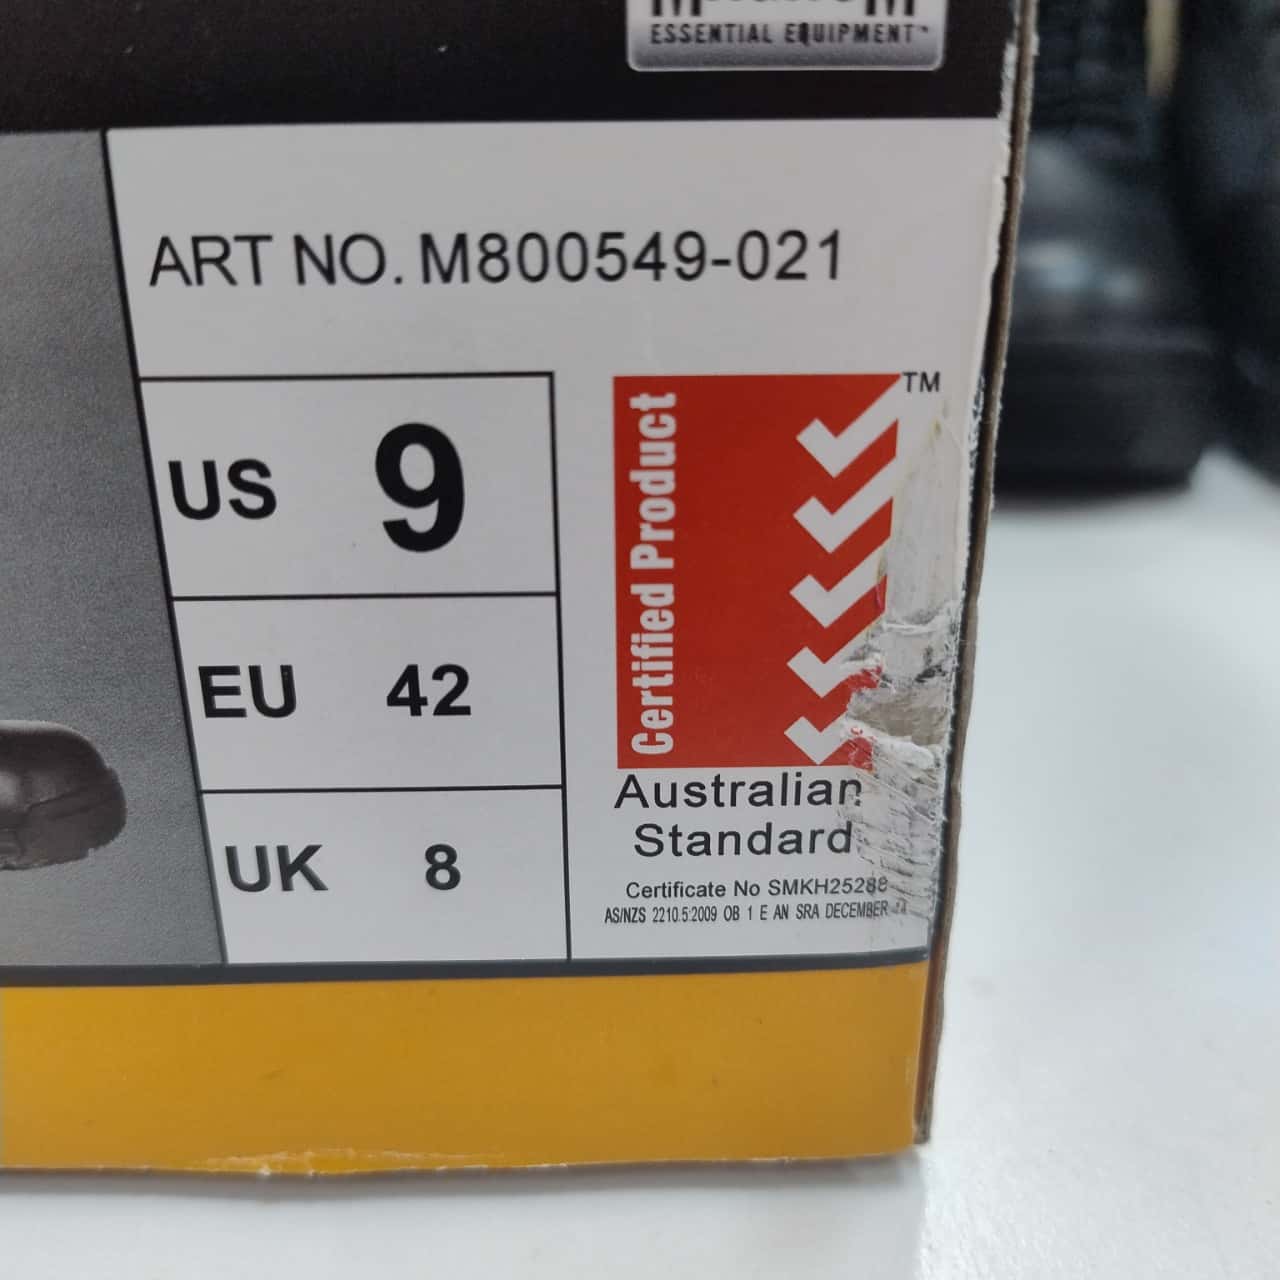 ESSENTIAL EQUIPMENT™
ART NO. M800549-021
US 9
EU 42
UK 8
Certified Product
TM
Australian
Standard
Certificate No SMKH25288
AS/NZS 2210.5:2009 OB 1 E AN SRA DECEMBER